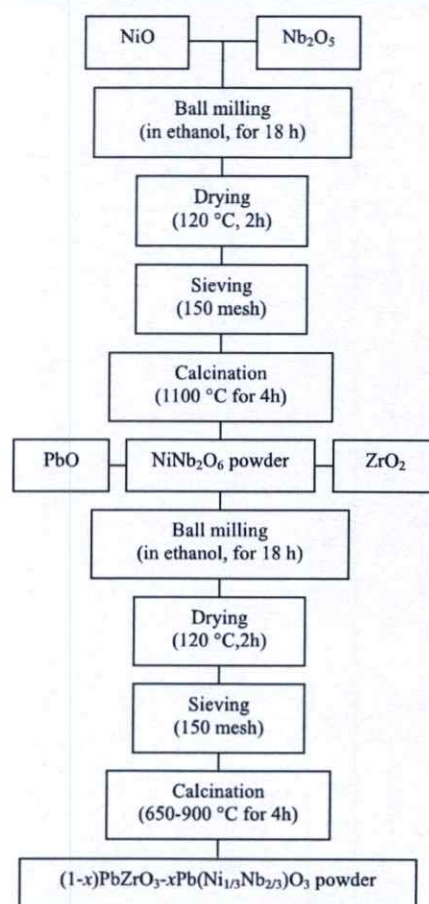 NiO
Nb₂O₅
Ball milling
(in ethanol, for 18 h)
Drying
(120 °C, 2h)
Sieving
(150 mesh)
Calcination
(1100 °C for 4h)
PbO
NiNb₂O₆ powder
ZrO₂
Ball milling
(in ethanol, for 18 h)
Drying
(120 °C,2h)
Sieving
(150 mesh)
Calcination
(650-900 °C for 4h)
(1-x)PbZrO₃-xPb(Ni₁/₃Nb₂/₃)O₃ powder